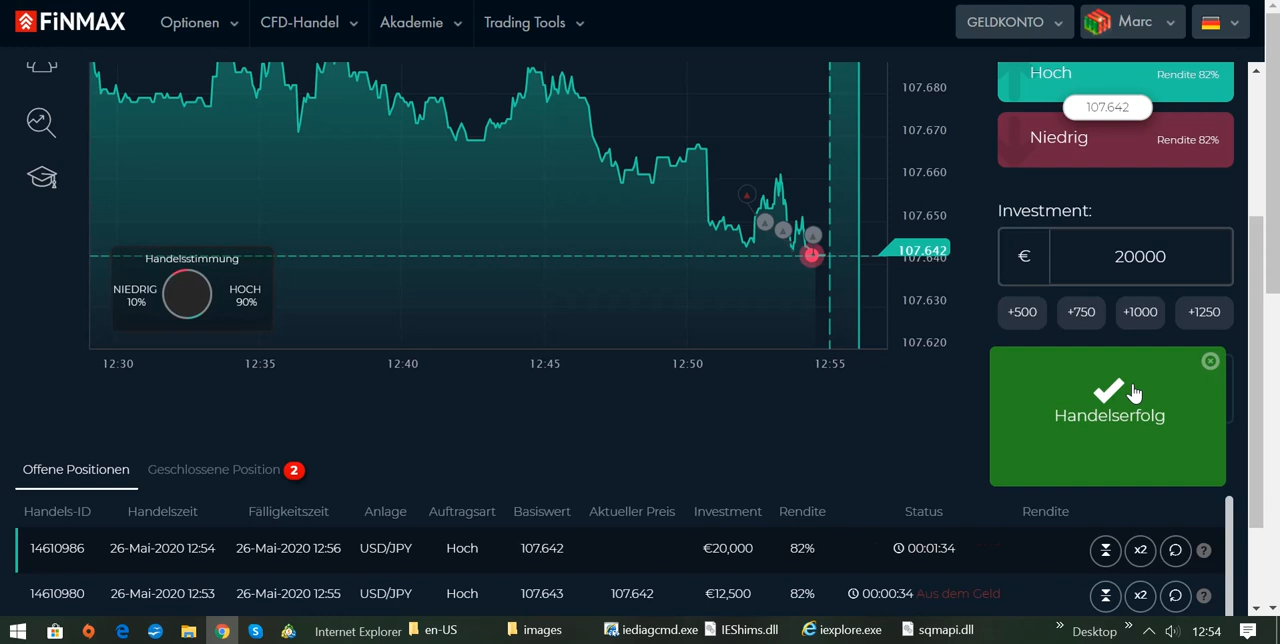 FiNMAX Optionen CFD-Handel Akademie Trading Tools GELDKONTO Marc
Hoch Rendite 82%
107.642
Niedrig Rendite 82%
107.680
107.670
107.660
107.650
107.642
107.640
107.630
107.620
Handelsstimmung
NIEDRIG HOCH
10% 90%
12:30 12:35 12:40 12:45 12:50 12:55
Investment:
€ 20000
+500 +750 +1000 +1250
Handelserfolg
Offene Positionen Geschlossene Position 2
Handels-ID Handelszeit Fälligkeitszeit Anlage Auftragsart Basiswert Aktueller Preis Investment Rendite Status Rendite
14610986 26-Mai-2020 12:54 26-Mai-2020 12:56 USD/JPY Hoch 107.642 €20,000 82% 00:01:34 x2 ?
14610980 26-Mai-2020 12:53 26-Mai-2020 12:55 USD/JPY Hoch 107.643 107.642 €12,500 82% 00:00:34 Aus dem Geld x2 ?
Internet Explorer en-US images iediagcmd.exe IEShims.dll iexplore.exe sqmapi.dll Desktop 12:54